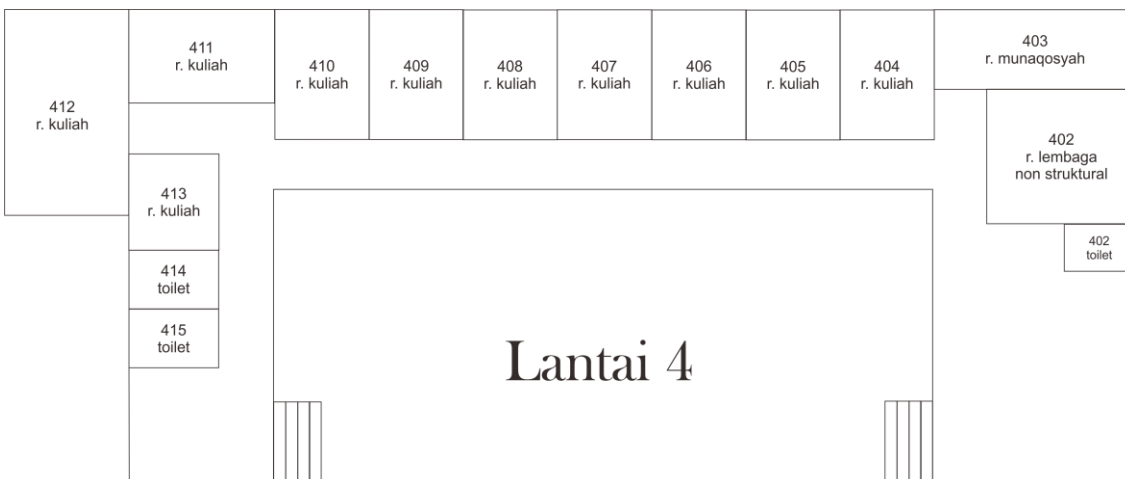 411
r. kuliah
410
r. kuliah
409
r. kuliah
408
r. kuliah
407
r. kuliah
406
r. kuliah
405
r. kuliah
404
r. kuliah
403
r. munaqosyah
412
r. kuliah
402
r. lembaga
non struktural
413
r. kuliah
402
toilet
414
toilet
415
toilet
Lantai 4